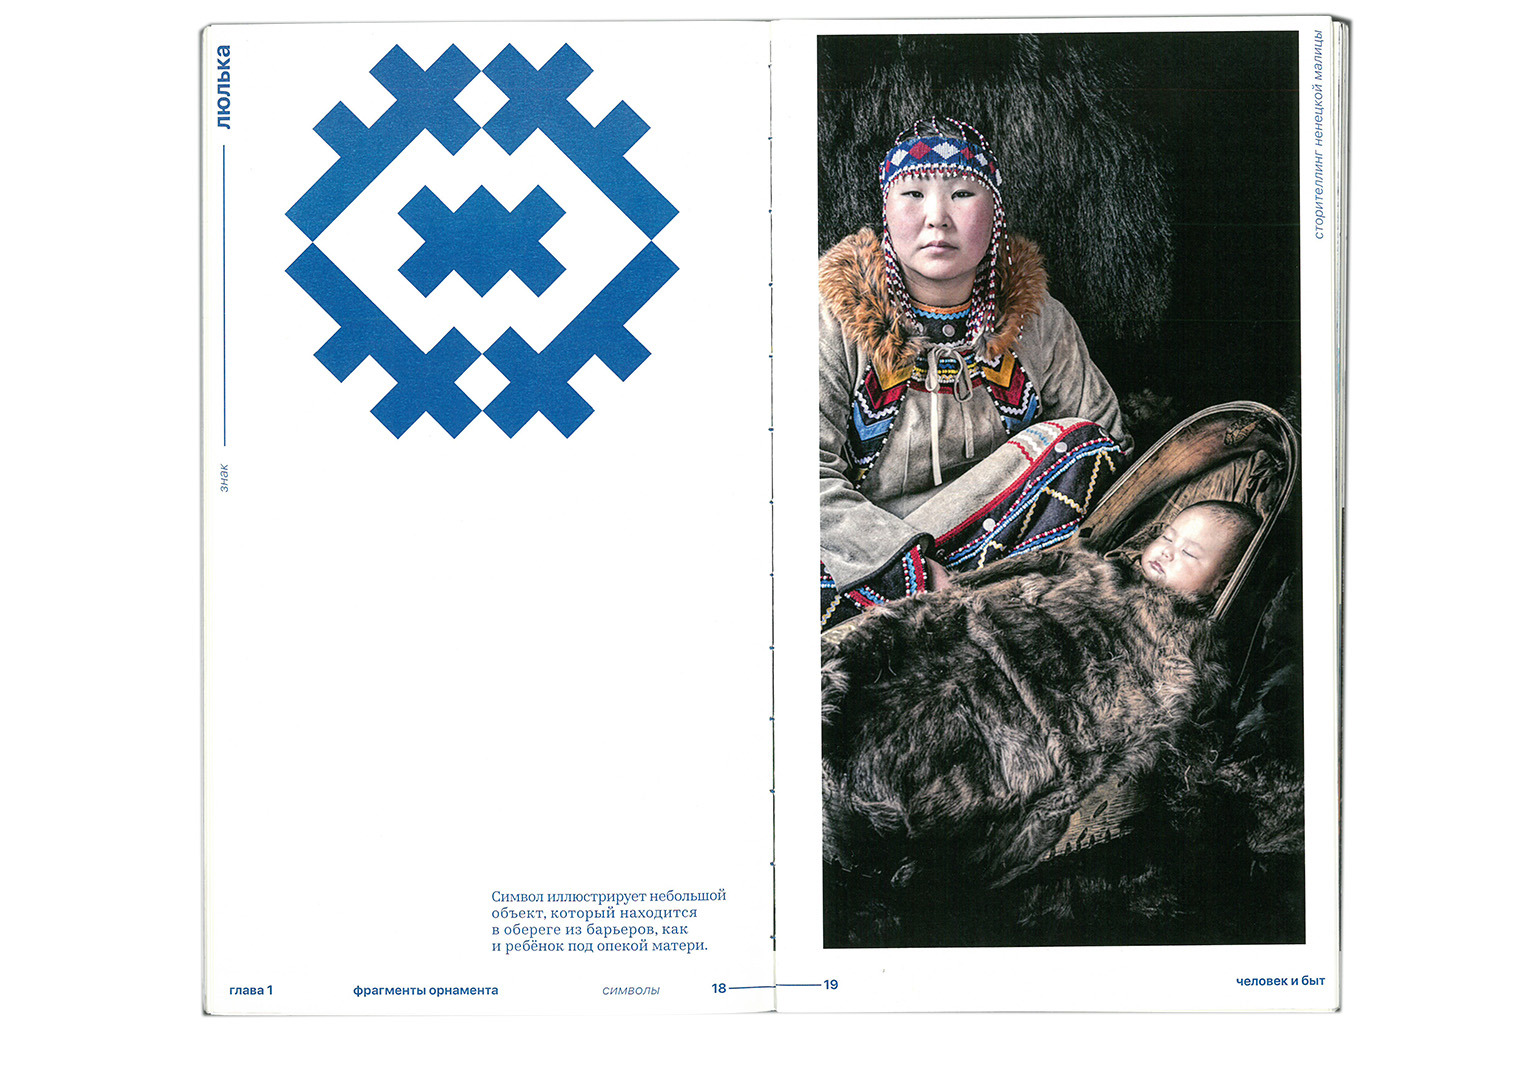 люлька
знак
Символ иллюстрирует небольшой
объект, который находится
в обереге из барьеров, как
и ребёнок под опекой матери.
глава 1
фрагменты орнамента
символы
18
19
человек и быт
сторителлинг ненецкой малицы